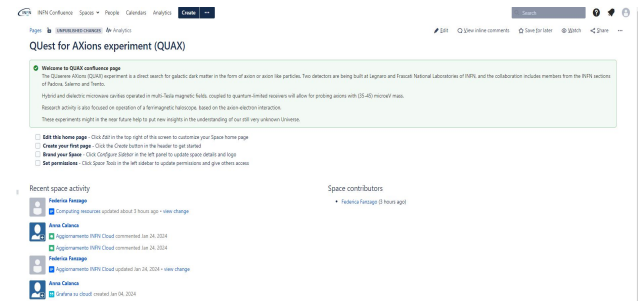 INFN
INFN Confluence Spaces People Calendars Analytics Create ••• Search
Pages UNPUBLISHED CHANGES Analytics Edit View inline comments Save for later Watch Share •••
QUest for AXions experiment (QUAX)
Welcome to QUAX confluence page
The QUaerere AXions (QUAX) experiment is a direct search for galactic dark matter in the form of axion or axion like particles. Two detectors are being built at Legnaro and Frascati National Laboratories of INFN, and the collaboration includes members from the INFN sections
of Padova, Salerno and Trento.
Hybrid and dielectric microwave cavities operated in multi-Tesla magnetic fields, coupled to quantum-limited receivers will allow for probing axions with (35-45) microeV mass.
Research activity is also focused on operation of a ferrimagnetic haloscope, based on the axion-electron interaction.
These experiments might in the near future help to put new insights in the understanding of our still very unknown Universe.
Edit this home page - Click Edit in the top right of this screen to customize your Space home page
Create your first page - Click the Create button in the header to get started
Brand your Space - Click Configure Sidebar in the left panel to update space details and logo
Set permissions - Click Space Tools in the left sidebar to update permissions and give others access
Recent space activity
Federica Fanzago
Computing resources updated about 3 hours ago • view change
Anna Calanca
Aggiornamento INFN Cloud commented Jan 24, 2024
Aggiornamento INFN Cloud commented Jan 24, 2024
Federica Fanzago
Aggiornamento INFN Cloud updated Jan 24, 2024 • view change
Anna Calanca
Grafana su cloud! created Jan 04, 2024
Space contributors
• Federica Fanzago (3 hours ago)